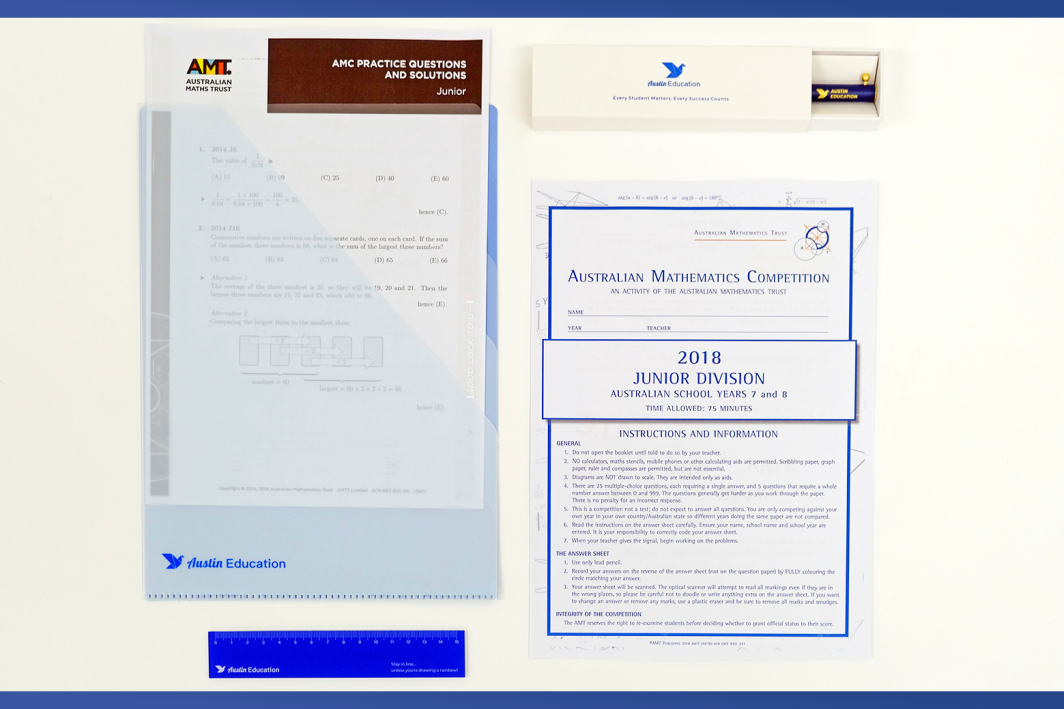 AMT.
AUSTRALIAN
MATHS TRUST
AMC PRACTICE QUESTIONS
AND SOLUTIONS
Junior
1. 2014 J5
The value of 1/0.04 is
(A) 15 (B) 20 (C) 25 (D) 40 (E) 60
1/0.04 = 1 × 100/0.04 × 100 = 100/4 = 25,
hence (C).
2. 2014 J10
Consecutive numbers are written on five separate cards, one on each card. If the sum
of the smallest three numbers is 60, what is the sum of the largest three numbers?
(A) 62 (B) 63 (C) 64 (D) 65 (E) 66
Alternative 1
The average of the three smallest is 20, so they will be 19, 20 and 21. Then the
largest three numbers are 21, 22 and 23, which add to 66,
hence (E).
Alternative 2
Comparing the largest three to the smallest three:
smallest = 60
largest = 60 + 2 + 2 + 2 = 66
hence (E).
Austin Education
0 1 2 3 4 5 6 7 8 9 10 11 12 13 14 15
Austin Education
Stay in line...
unless you're drawing a rainbow!
Austin Education
Every Student Matters. Every Success Counts.
AUSTIN
EDUCATION
AUSTRALIAN MATHEMATICS TRUST
AUSTRALIAN MATHEMATICS COMPETITION
AN ACTIVITY OF THE AUSTRALIAN MATHEMATICS TRUST
NAME
YEAR TEACHER
2018
JUNIOR DIVISION
AUSTRALIAN SCHOOL YEARS 7 and 8
TIME ALLOWED: 75 MINUTES
INSTRUCTIONS AND INFORMATION
GENERAL
1. Do not open the booklet until told to do so by your teacher.
2. NO calculators, maths stencils, mobile phones or other calculating aids are permitted. Scribbling paper, graph
paper, ruler and compasses are permitted, but are not essential.
3. Diagrams are NOT drawn to scale. They are intended only as aids.
4. There are 25 multiple-choice questions, each requiring a single answer, and 5 questions that require a whole
number answer between 0 and 999. The questions generally get harder as you work through the paper.
There is no penalty for an incorrect response.
5. This is a competition not a test; do not expect to answer all questions. You are only competing against your
own year in your own country/Australian state so different years doing the same paper are not compared.
6. Read the instructions on the answer sheet carefully. Ensure your name, school name and school year are
entered. It is your responsibility to correctly code your answer sheet.
7. When your teacher gives the signal, begin working on the problems.
THE ANSWER SHEET
1. Use only lead pencil.
2. Record your answers on the reverse of the answer sheet (not on the question paper) by FULLY colouring the
circle matching your answer.
3. Your answer sheet will be scanned. The optical scanner will attempt to read all markings even if they are in
the wrong places, so please be careful not to doodle or write anything extra on the answer sheet. If you want
to change an answer or remove any marks, use a plastic eraser and be sure to remove all marks and smudges.
INTEGRITY OF THE COMPETITION
The AMT reserves the right to re-examine students before deciding whether to grant official status to their score.